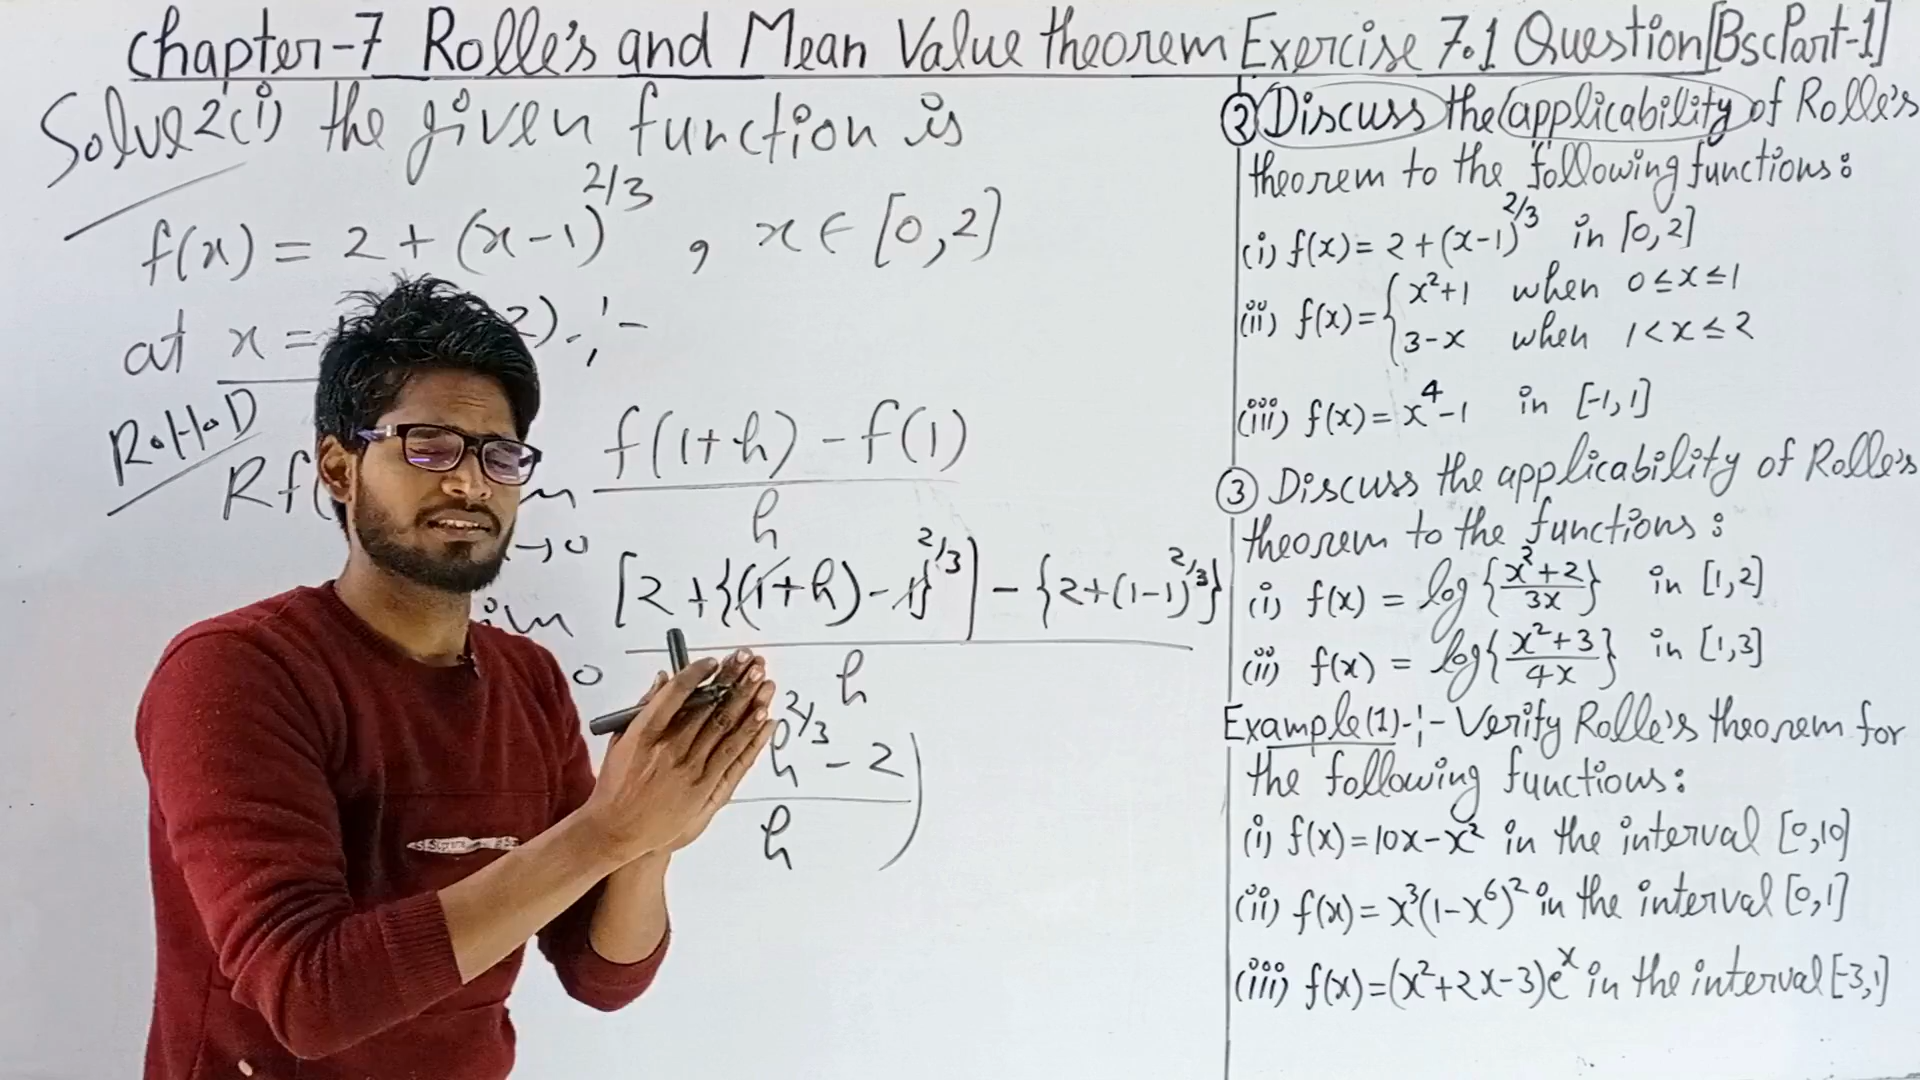 Chapter-7 Rolle's and Mean Value theorem Exercise 7.1 Question [Bsc Part-1]
Solve 2(i) the given function is
f(x) = 2 + (x-1)^2/3 , x ∈ [0,2]
at x = 2) -:-
R.H.D
Rf( f(1+h) - f(1)
h
→0
[2 + {(1+h) - 1}^2/3] - {2+(1-1)^2/3}
0 h
h^2/3 - 2)
h
② Discuss the applicability of Rolle's
theorem to the following functions:
(i) f(x) = 2 + (x-1)^2/3 in [0,2]
(ii) f(x) = { x²+1 when 0 ≤ x ≤ 1
3-x when 1 < x ≤ 2
(iii) f(x) = x⁴-1 in [-1,1]
③ Discuss the applicability of Rolle's
theorem to the functions:
(i) f(x) = log{x²+2/3x} in [1,2]
(ii) f(x) = log{x²+3/4x} in [1,3]
Example(1)-:- Verify Rolle's theorem for
the following functions:
(i) f(x) = 10x-x² in the interval [0,10]
(ii) f(x) = x³(1-x⁶)² in the interval [0,1]
(iii) f(x) = (x²+2x-3)e^x in the interval [-3,1]